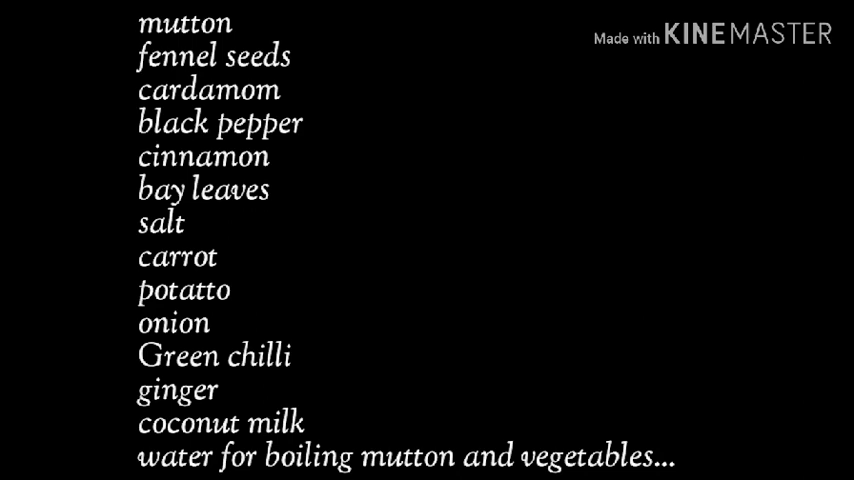 mutton
Made with KINEMASTER
fennel seeds
cardamom
black pepper
cinnamon
bay leaves
salt
carrot
potatto
onion
Green chilli
ginger
coconut milk
water for boiling mutton and vegetables...